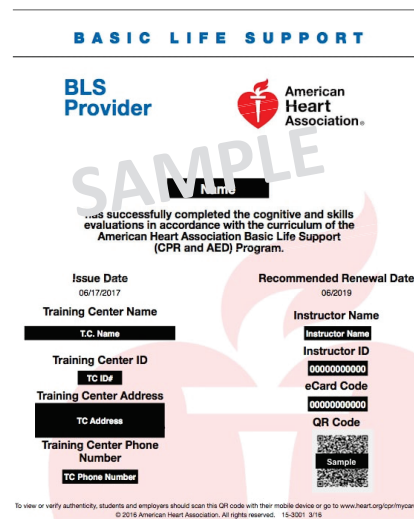 BASIC LIFE SUPPORT
BLS
Provider
American
Heart
Association®
SAMPLE
Name
has successfully completed the cognitive and skills
evaluations in accordance with the curriculum of the
American Heart Association Basic Life Support
(CPR and AED) Program.
Issue Date
06/17/2017
Recommended Renewal Date
06/2019
Training Center Name
T.C. Name
Instructor Name
Instructor Name
Training Center ID
TC ID#
Instructor ID
00000000000
Training Center Address
TC Address
eCard Code
00000000000
Training Center Phone
Number
TC Phone Number
QR Code
Sample
To view or verify authenticity, students and employers should scan this QR code with their mobile device or go to www.heart.org/cpr/myca
© 2016 American Heart Association. All rights reserved. 15-3001 3/16